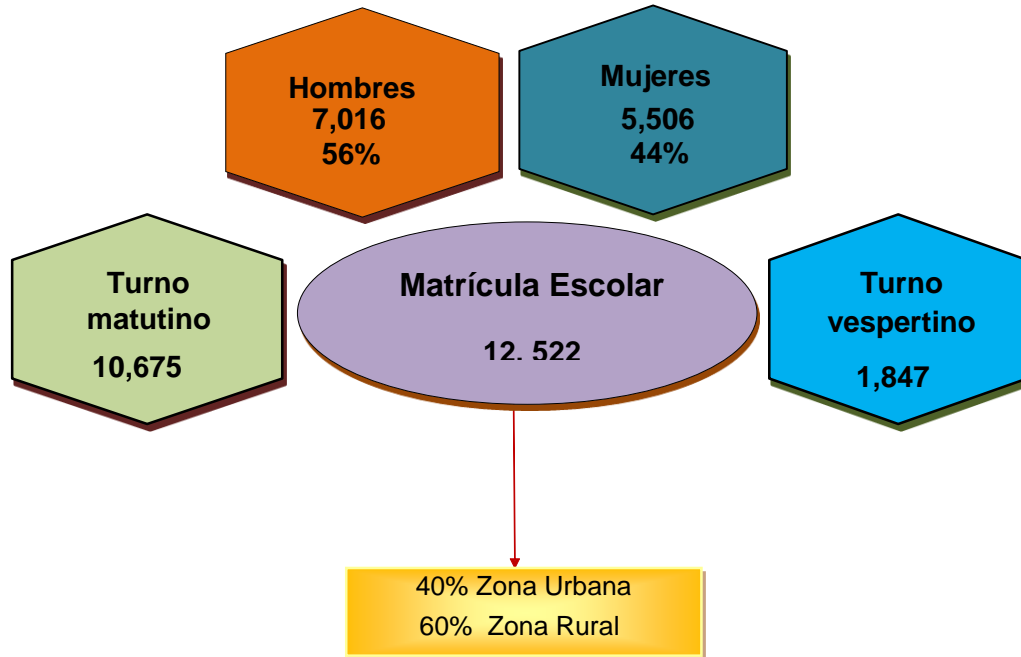 Hombres
7,016
56%
Mujeres
5,506
44%
Turno
matutino
10,675
Matrícula Escolar
12. 522
Turno
vespertino
1,847
40% Zona Urbana
60% Zona Rural